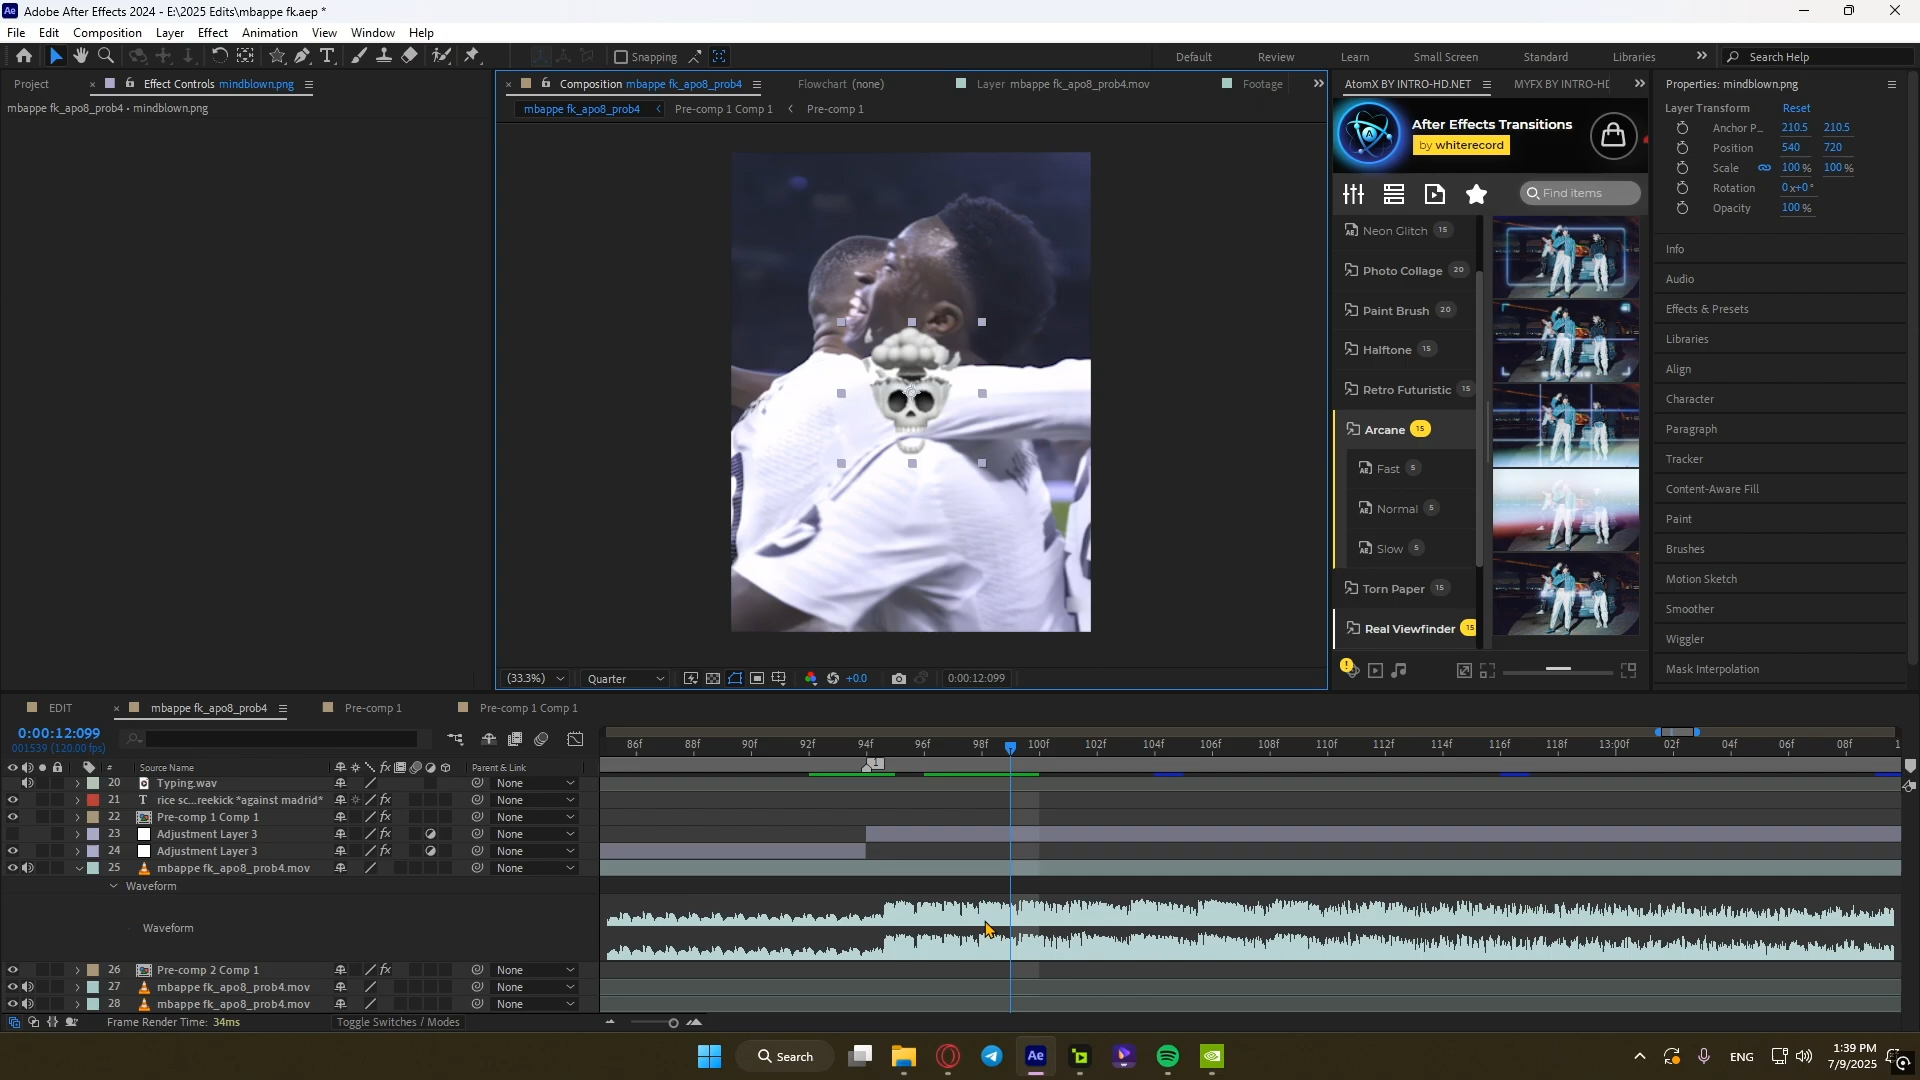 Ae Adobe After Effects 2024 - E:\2025 Edits\mbappe fk.aep *
File Edit Composition Layer Effect Animation View Window Help
Snapping Default Review Learn Small Screen Standard Libraries Search Help
Project Effect Controls mindblown.png
mbappe fk_apo8_prob4 • mindblown.png
Composition mbappe fk_apo8_prob4 Flowchart (none) Layer mbappe fk_apo8_prob4.mov Footage
mbappe fk_apo8_prob4 Pre-comp 1 Comp 1 Pre-comp 1
AtomX BY INTRO-HD.NET MYFX BY INTRO-HD
After Effects Transitions
by whiterecord
Find items
Neon Glitch 15
Photo Collage 20
Paint Brush 20
Halftone 15
Retro Futuristic 15
Arcane 15
Fast 5
Normal 5
Slow 5
Torn Paper 15
Real Viewfinder 15
Properties: mindblown.png
Layer Transform Reset
Anchor P... 210.5 210.5
Position 540 720
Scale 100 % 100 %
Rotation 0x+0°
Opacity 100 %
Info
Audio
Effects & Presets
Libraries
Align
Character
Paragraph
Tracker
Content-Aware Fill
Paint
Brushes
Motion Sketch
Smoother
Wiggler
Mask Interpolation
(33.3%) Quarter +0.0 0:00:12:099
EDIT mbappe fk_apo8_prob4 Pre-comp 1 Pre-comp 1 Comp 1
0:00:12:099
001539 (120.00 fps)
86f 88f 90f 92f 94f 96f 98f 100f 102f 104f 106f 108f 110f 112f 114f 116f 118f 13:00f 02f 04f 06f 08f 1
1
# Source Name Parent & Link
20 Typing.wav None
21 T rice sc...reekick *against madrid* None
22 Pre-comp 1 Comp 1 None
23 Adjustment Layer 3 None
24 Adjustment Layer 3 None
25 mbappe fk_apo8_prob4.mov None
Waveform
Waveform
26 Pre-comp 2 Comp 1 None
27 mbappe fk_apo8_prob4.mov None
28 mbappe fk_apo8_prob4.mov None
Frame Render Time: 34ms Toggle Switches / Modes
Search Ae ENG 1:39 PM
7/9/2025